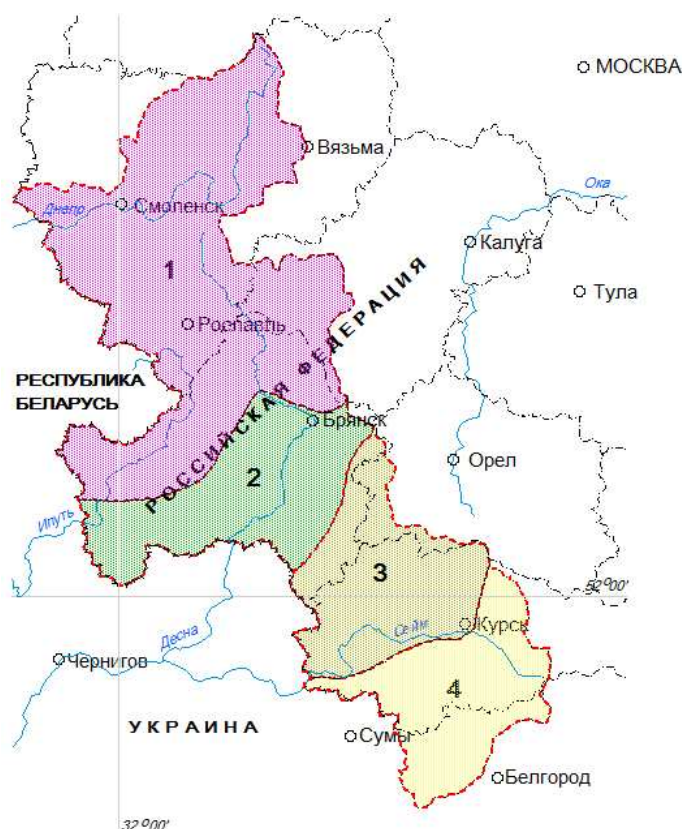 МОСКВА
Вязьма
Ока
Днепр
Смоленск
Калуга
1
Тула
Рославль
РЕСПУБЛИКА
БЕЛАРУСЬ
РОССИЙСКАЯ ФЕДЕРАЦИЯ
Брянск
Орел
2
Ипуть
3
52°00'
Десна
Сейм
Курск
Чернигов
4
УКРАИНА
Сумы
Белгород
32°00'